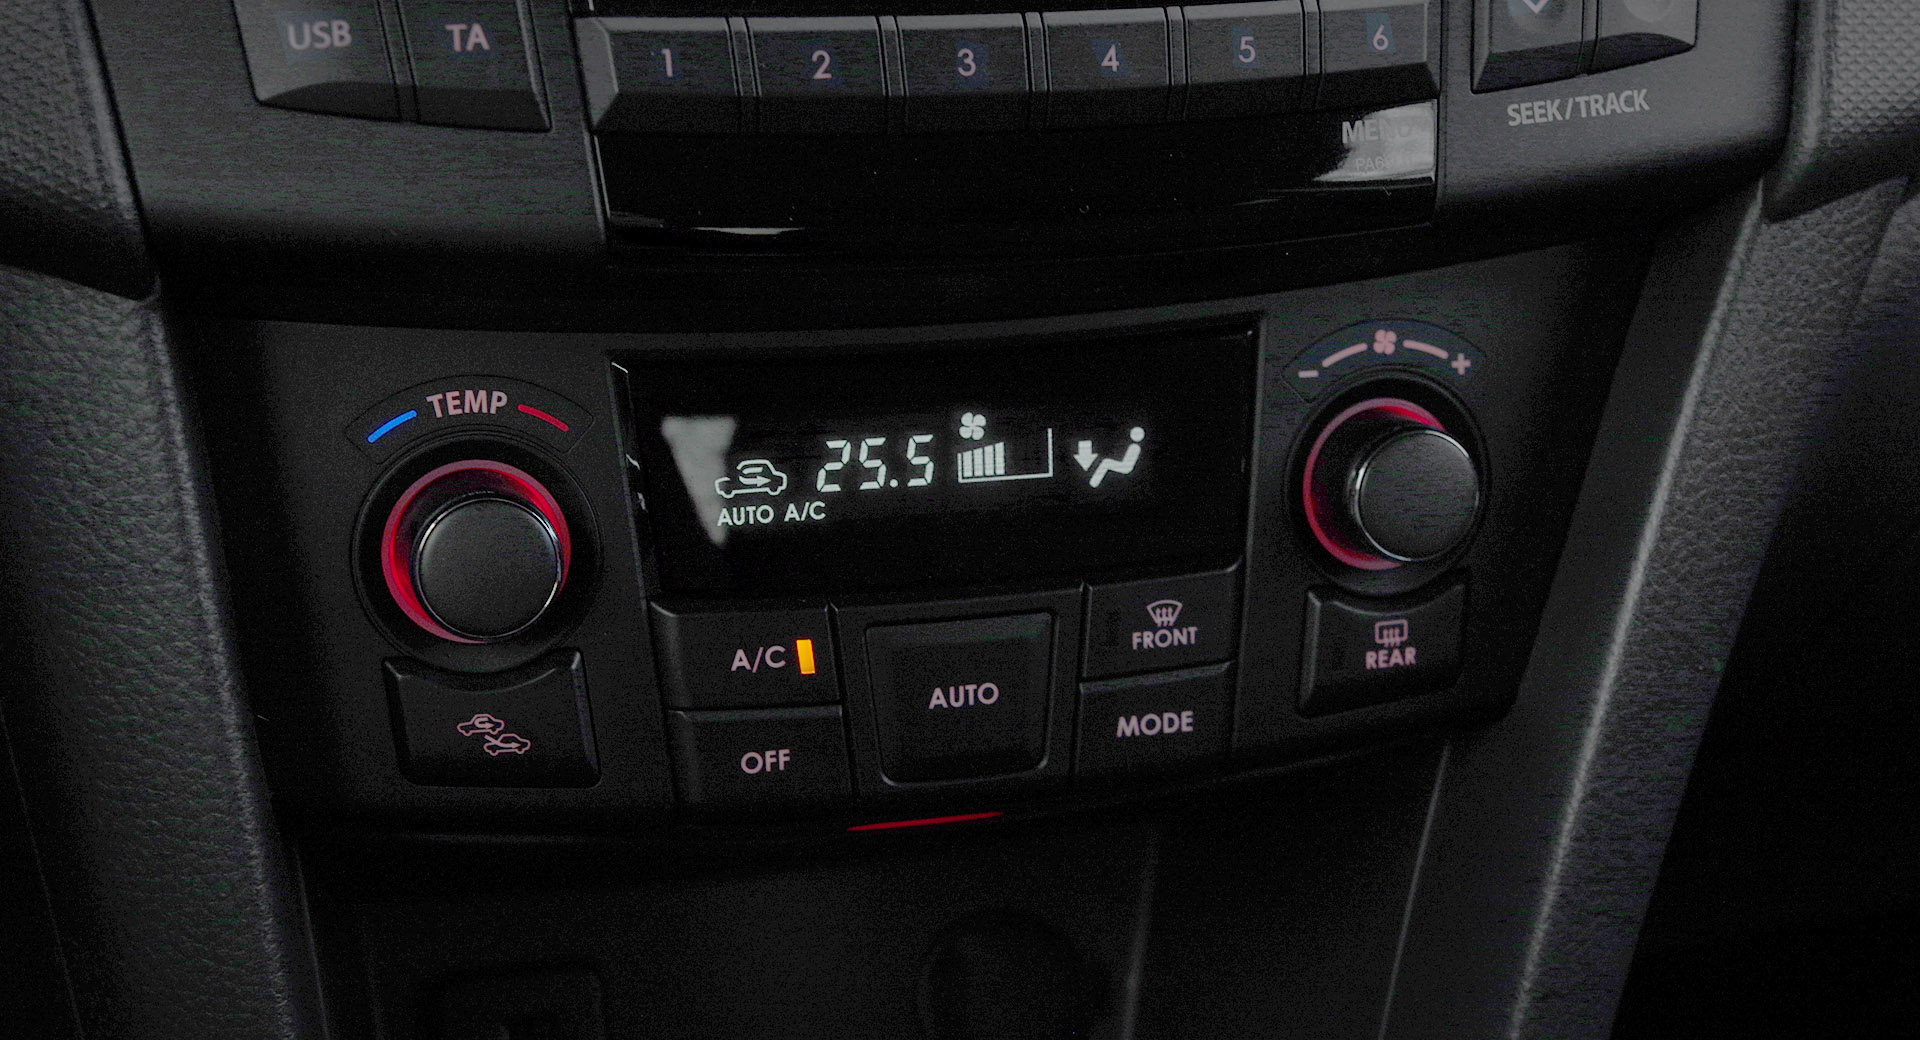 USB TA 1 2 3 4 5 6
MENU
SEEK/TRACK
TEMP
- +
25.5
AUTO A/C
A/C
FRONT
REAR
AUTO
MODE
OFF